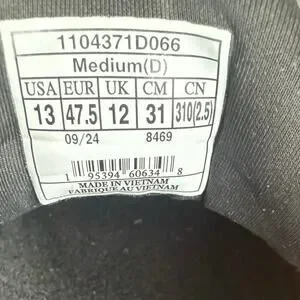 1104371D066
Medium(D)
USA EUR UK CM CN
13 47.5 12 31 310(2.5)
09/24 8469
1 95394 60634 8
MADE IN VIETNAM
FABRIQUE AU VIETNAM